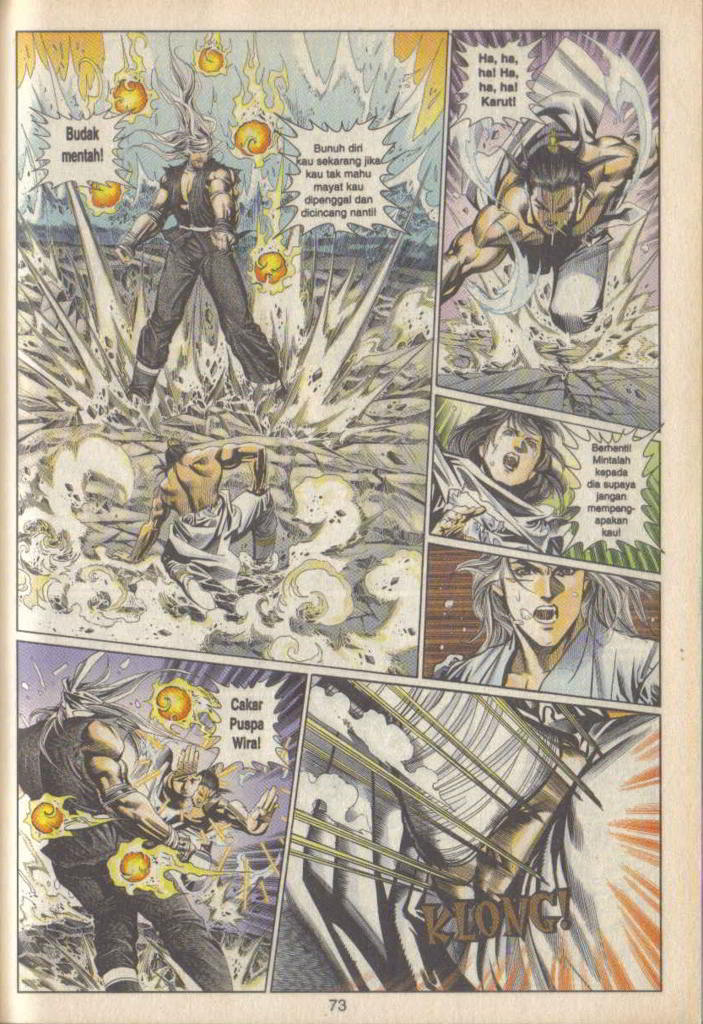 Budak
mentah!
Bunuh diri
kau sekarang jika
kau tak mahu
mayat kau
dipenggal dan
dicincang nanti!
Ha, ha,
ha! Ha,
ha, ha!
Karut!
Berhenti!
Mintalah
kepada
dia supaya
jangan
mempeng-
apakan
kau!
Cakar
Puspa
Wira!
KLONG!
73